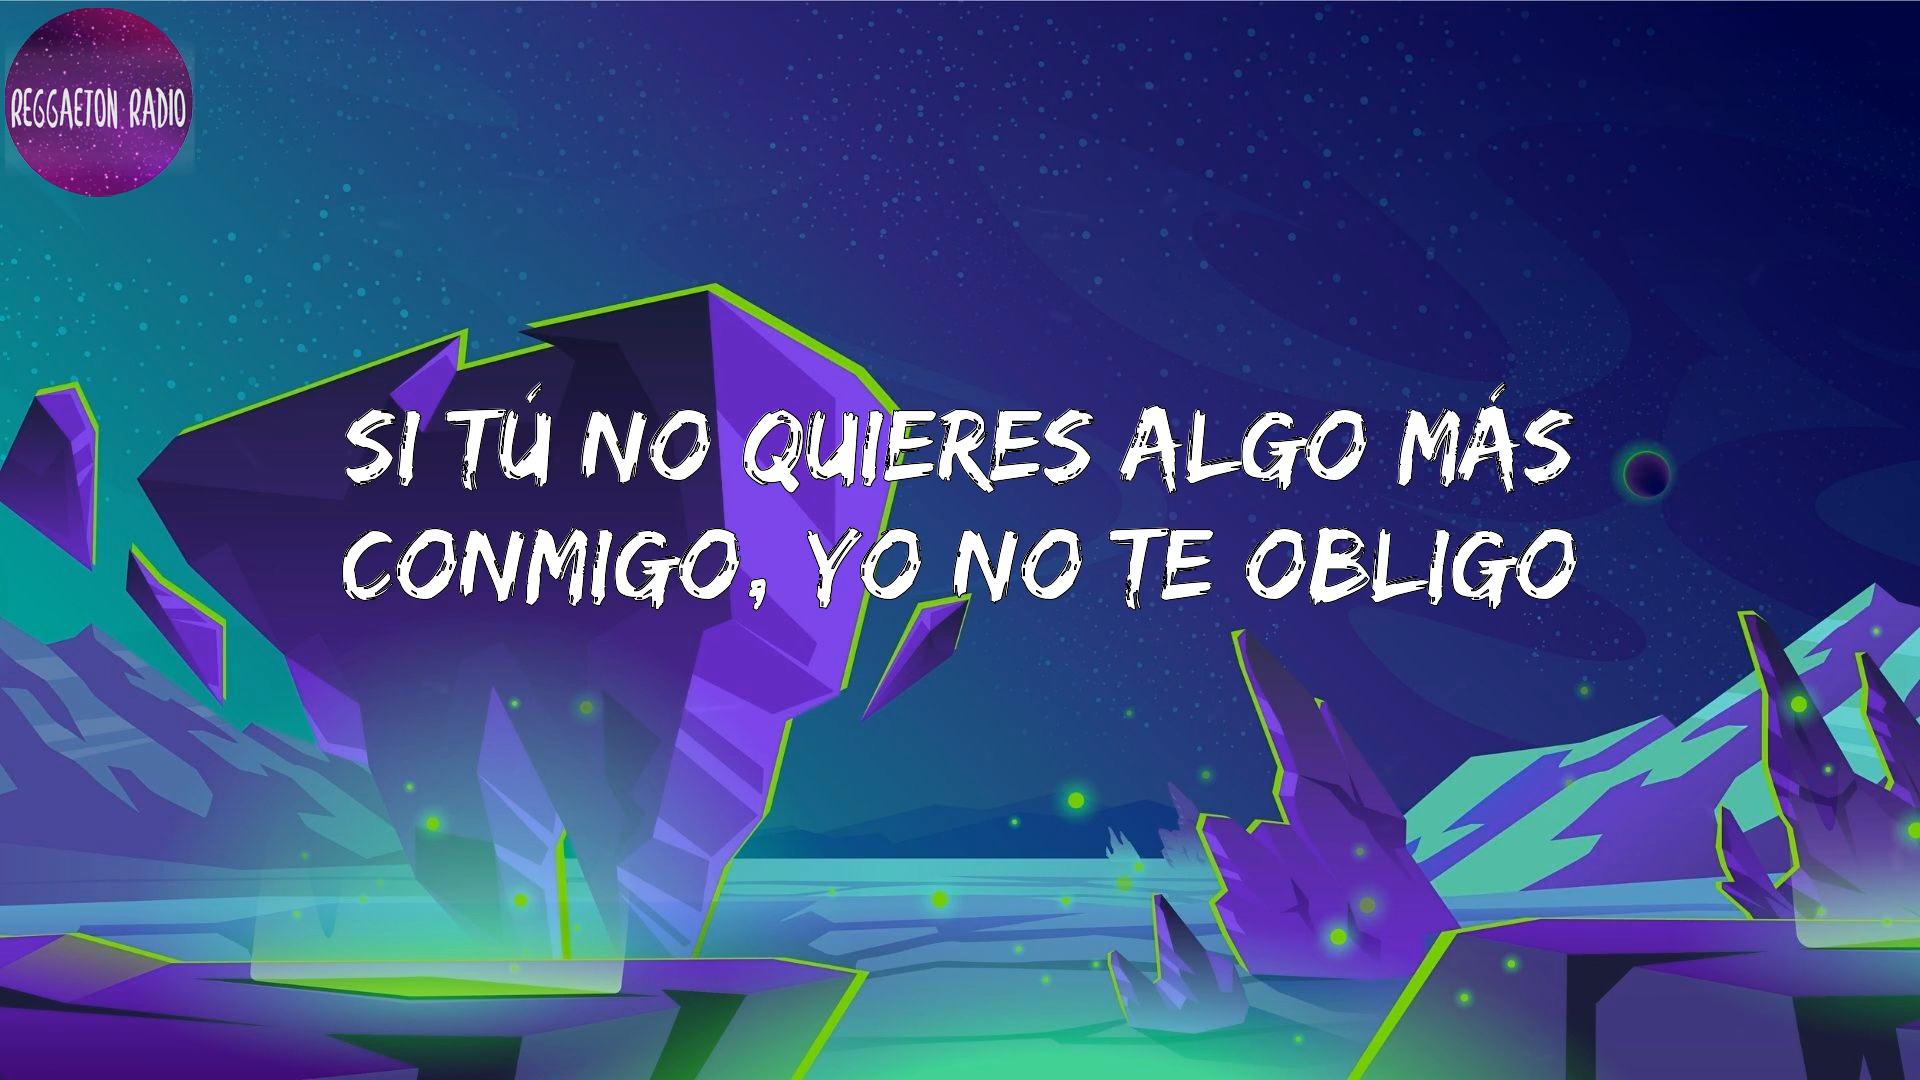 REGGAETON RADIO
SI TÚ NO QUIERES ALGO MÁS
CONMIGO, YO NO TE OBLIGO